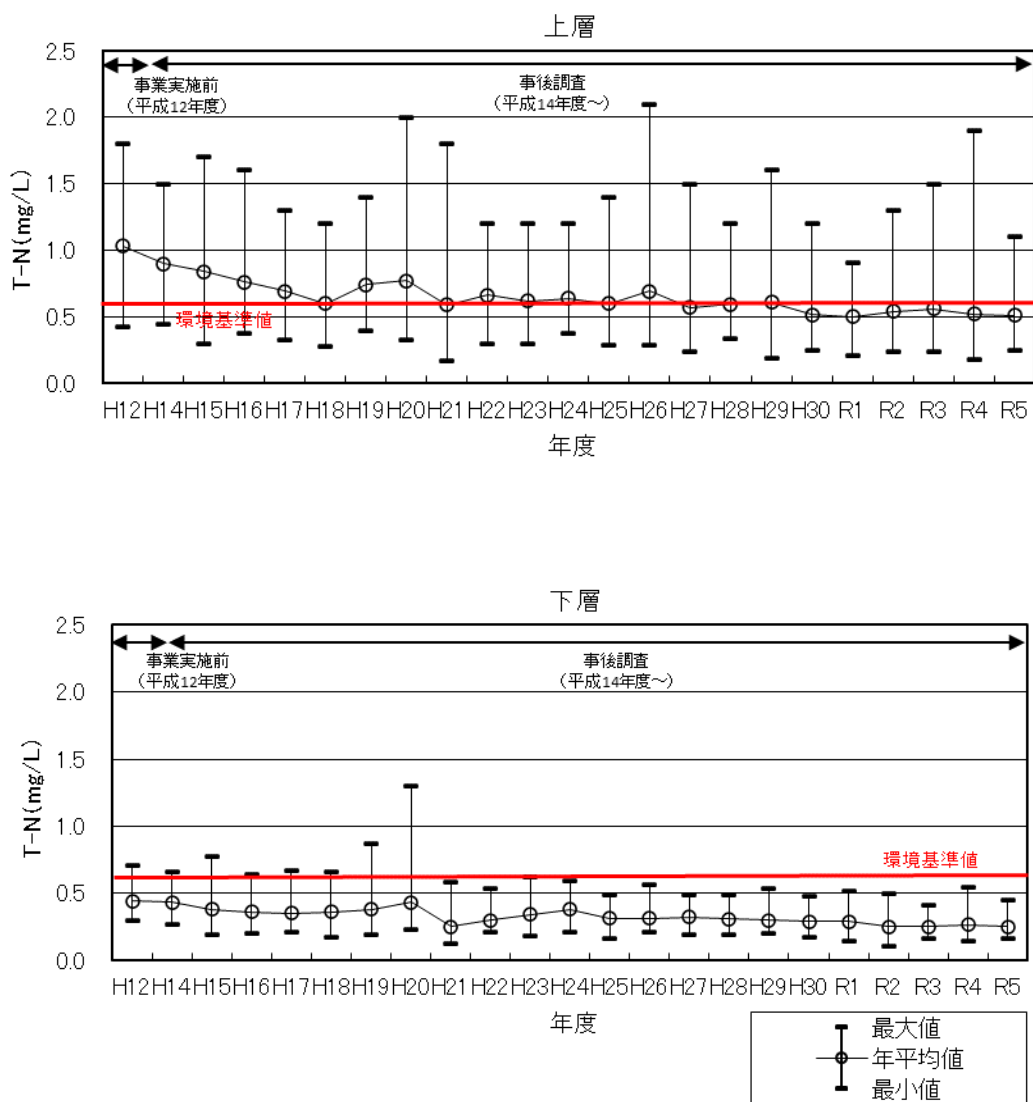 上層
2.5
事業実施前
(平成12年度)
事後調査
(平成14年度～)
2.0
1.5
1.0
0.5
0.0
T-N(mg/L)
環境基準値
H12 H14 H15 H16 H17 H18 H19 H20 H21 H22 H23 H24 H25 H26 H27 H28 H29 H30 R1 R2 R3 R4 R5
年度
下層
2.5
事業実施前
(平成12年度)
事後調査
(平成14年度～)
2.0
1.5
1.0
0.5
0.0
T-N(mg/L)
環境基準値
H12 H14 H15 H16 H17 H18 H19 H20 H21 H22 H23 H24 H25 H26 H27 H28 H29 H30 R1 R2 R3 R4 R5
年度
最大値
年平均値
最小値